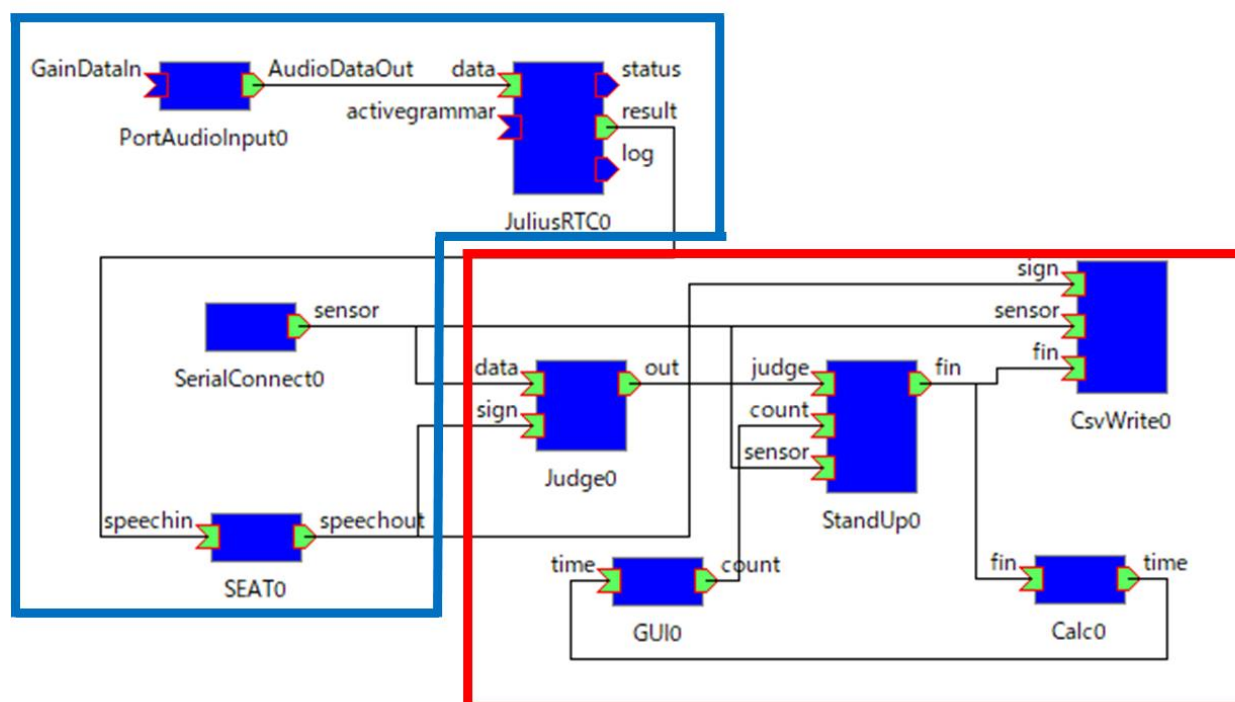 GainDataIn
AudioDataOut
PortAudioInput0
data
activegrammar
status
result
log
JuliusRTC0
sensor
SerialConnect0
speechin
speechout
SEAT0
data
sign
out
Judge0
judge
count
sensor
fin
StandUp0
sign
sensor
fin
CsvWrite0
time
count
GUI0
fin
time
Calc0